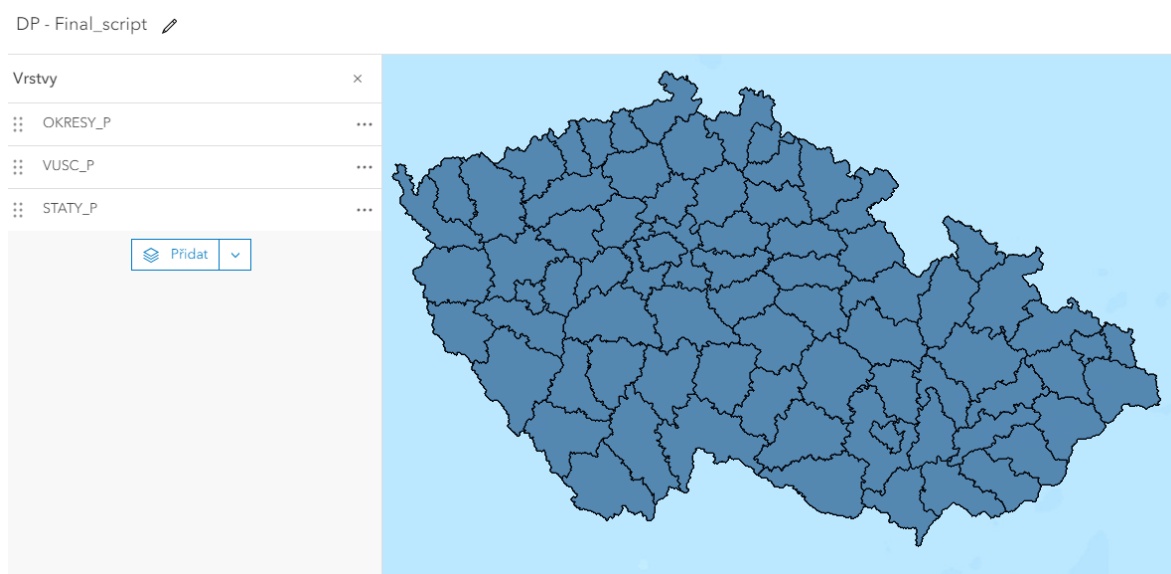 DP - Final_script
Vrstvy
OKRESY_P
VUSC_P
STATY_P
Přidat